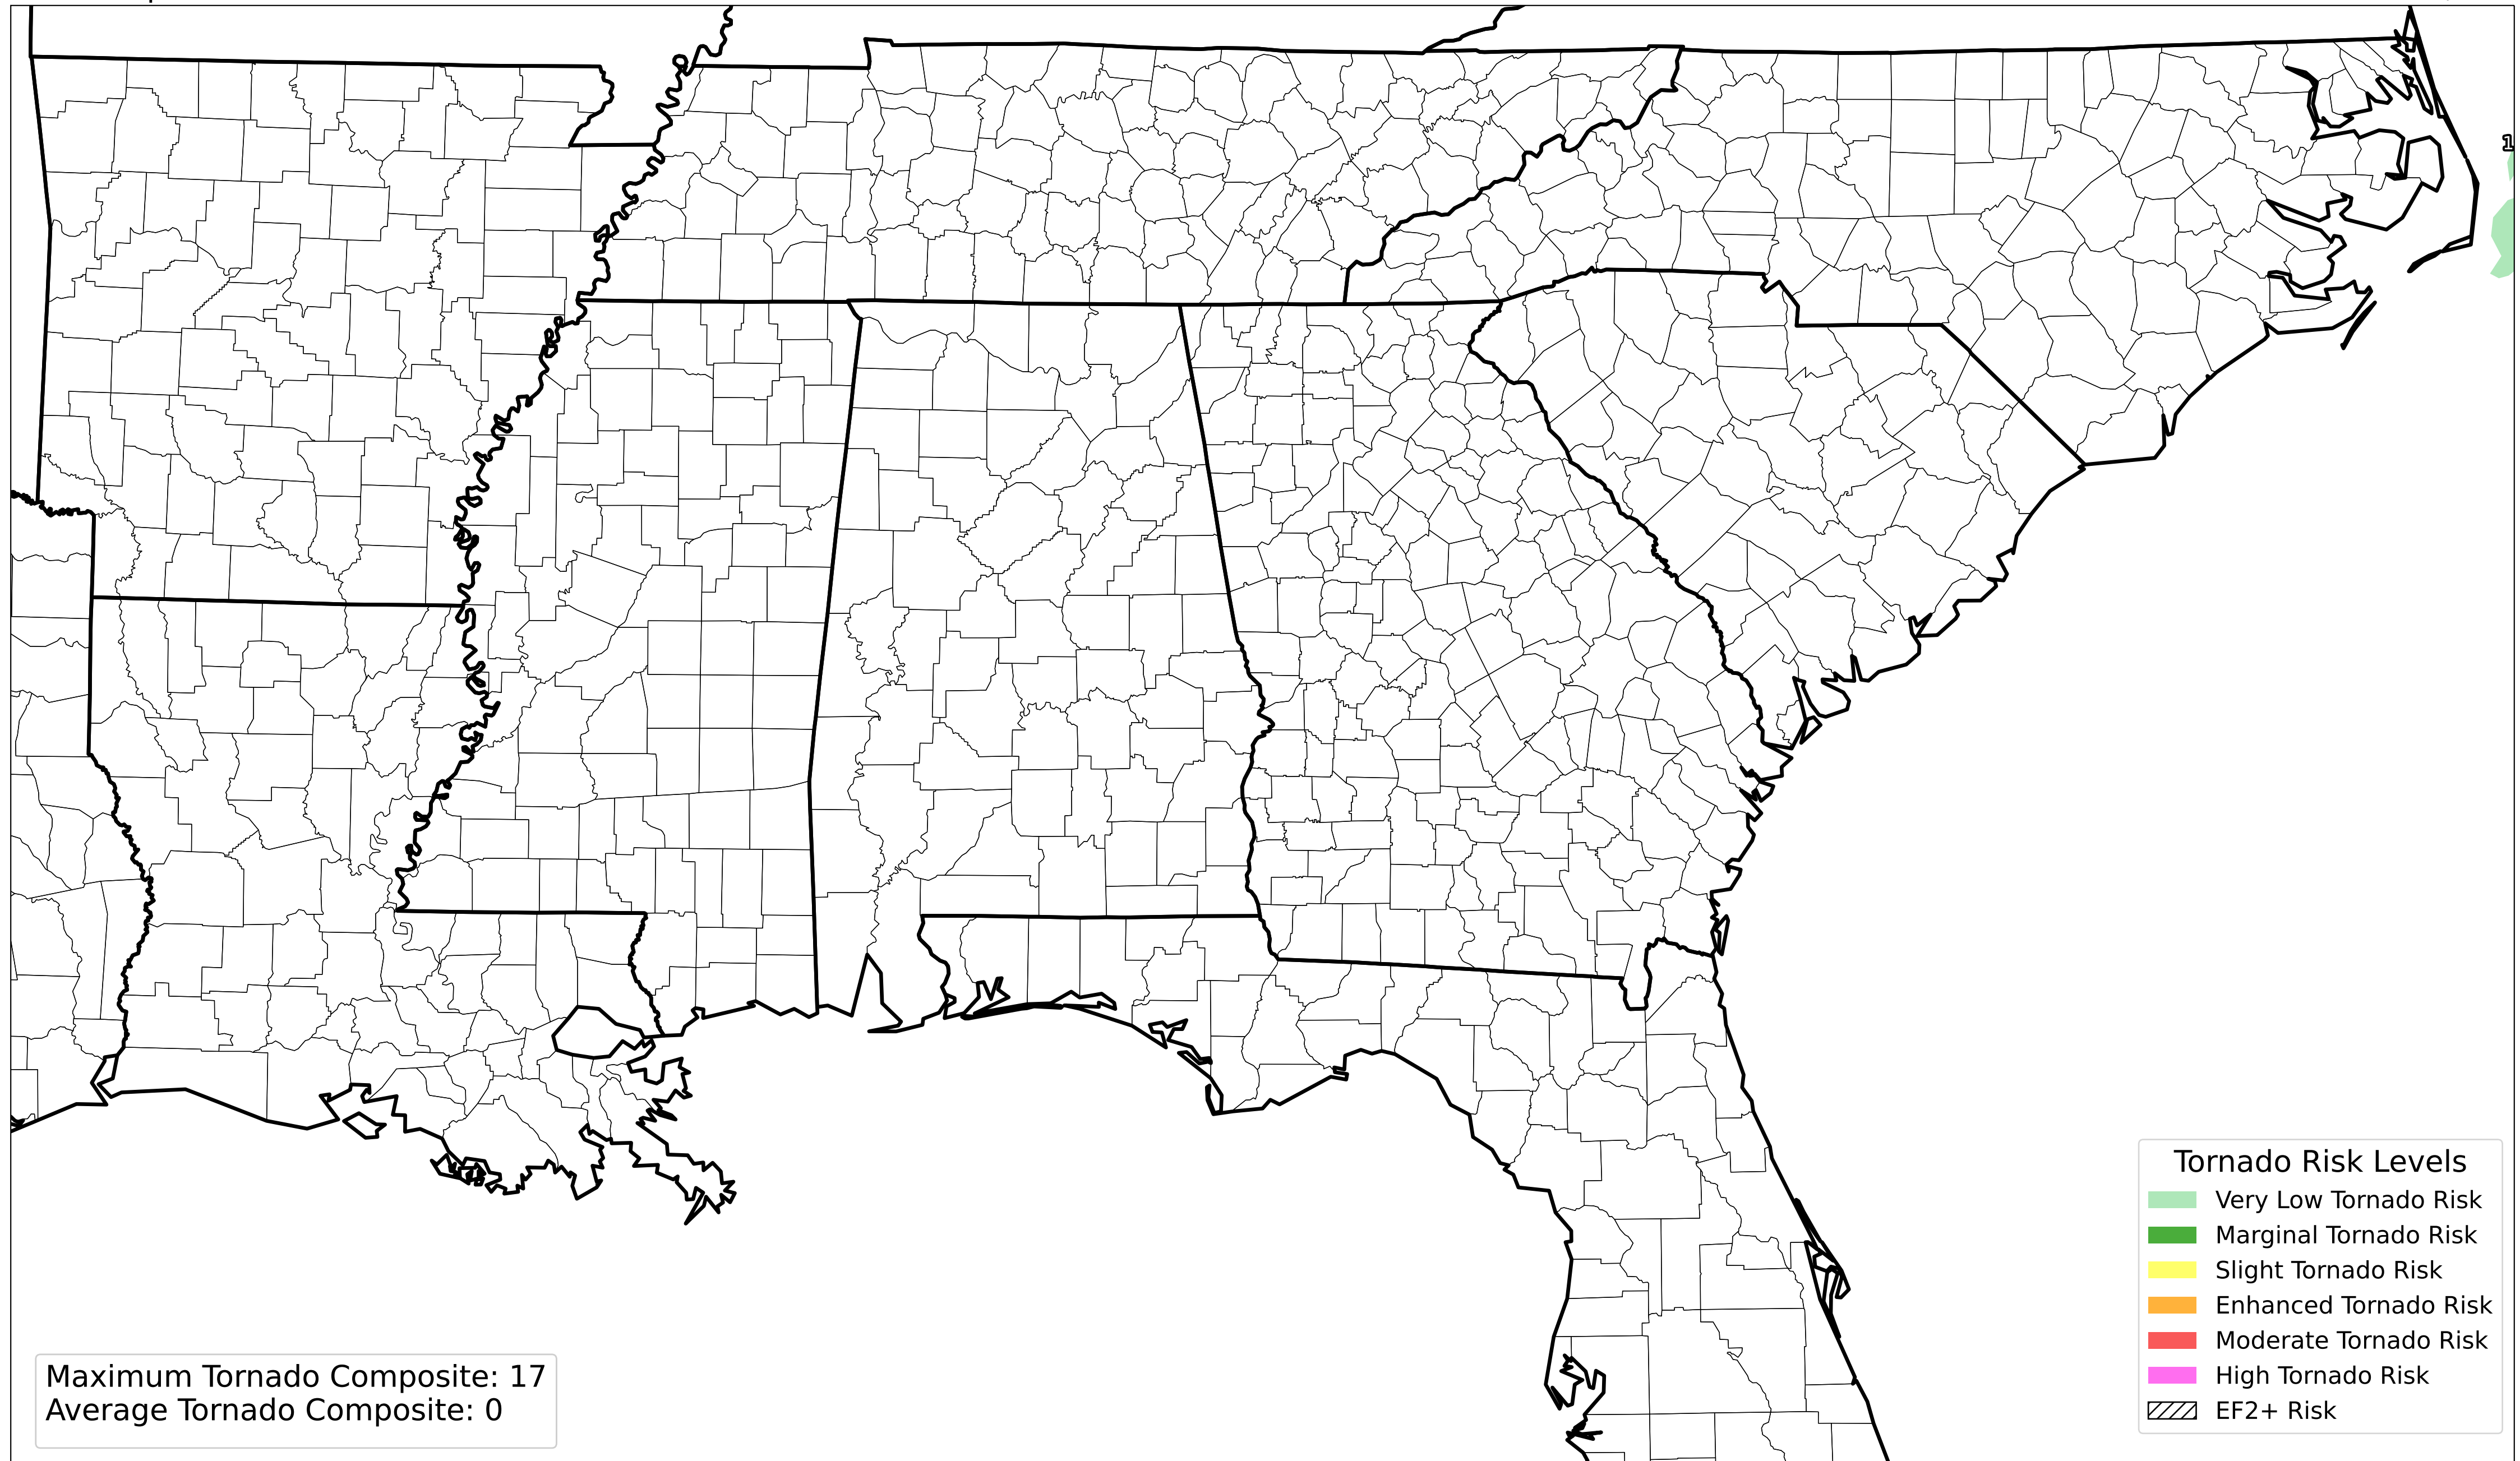 1
Tornado Risk Levels
Very Low Tornado Risk
Marginal Tornado Risk
Slight Tornado Risk
Enhanced Tornado Risk
Moderate Tornado Risk
High Tornado Risk
EF2+ Risk
Maximum Tornado Composite: 17
Average Tornado Composite: 0